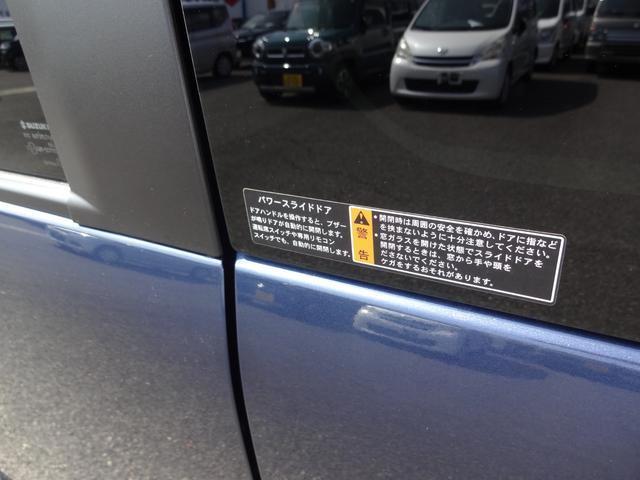 SUZUKI
パワースライドドア
ドアハンドルを操作すると、ブザー
が鳴りドアが自動的に開閉します。
運転席スイッチや専用リモコン
スイッチでも、自動的に開閉します。
警告
・開閉時は周囲の安全を確かめ、ドアに指など
を挟まないように十分注意してください。
・窓ガラスを開けた状態でスライドドアを
開閉するときは、窓から手や頭を
ださないでください。
ケガをするおそれがあります。